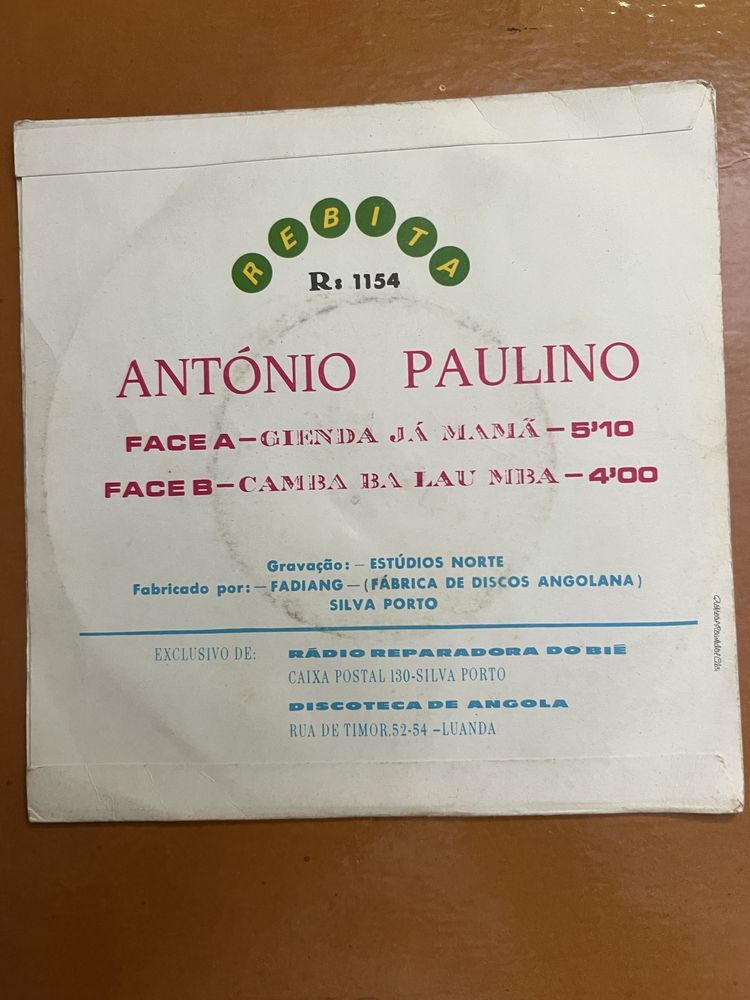 REBITA
R: 1154
ANTÓNIO PAULINO
FACE A – GIENDA JÁ MAMÃ – 5'10
FACE B – CAMBA BA LAU MBA – 4'00
Gravação: – ESTÚDIOS NORTE
Fabricado por: – FADIANG – (FÁBRICA DE DISCOS ANGOLANA)
SILVA PORTO
EXCLUSIVO DE: RÁDIO REPARADORA DO BIÉ
CAIXA POSTAL 130-SILVA PORTO
DISCOTECA DE ANGOLA
RUA DE TIMOR.52-54 –LUANDA